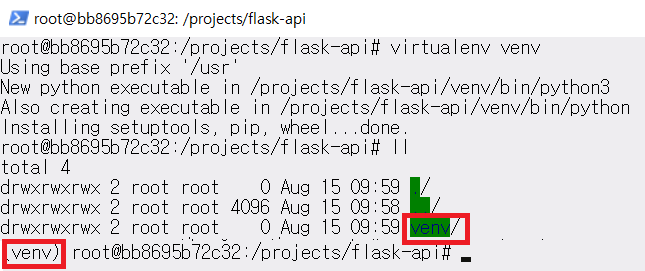 root@bb8695b72c32: /projects/flask-api
root@bb8695b72c32:/projects/flask-api# virtualenv venv
Using base prefix '/usr'
New python executable in /projects/flask-api/venv/bin/python3
Also creating executable in /projects/flask-api/venv/bin/python
Installing setuptools, pip, wheel...done.
root@bb8695b72c32:/projects/flask-api# ll
total 4
drwxrwxrwx 2 root root    0 Aug 15 09:59 ./
drwxrwxrwx 2 root root 4096 Aug 15 09:58 ../
drwxrwxrwx 2 root root    0 Aug 15 09:59 venv/
(venv) root@bb8695b72c32:/projects/flask-api#